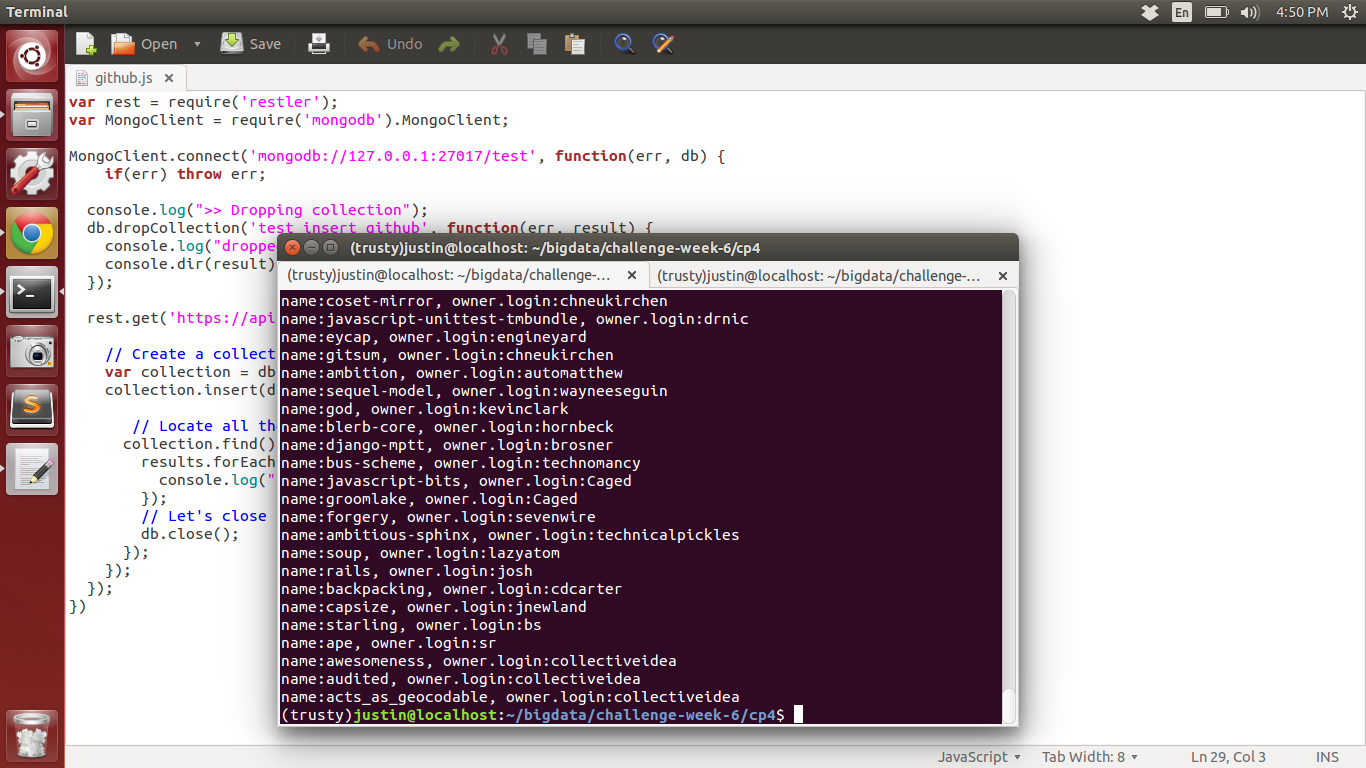 Terminal
En
4:50 PM
Open
Save
Undo
github.js
var rest = require('restler');
var MongoClient = require('mongodb').MongoClient;
MongoClient.connect('mongodb://127.0.0.1:27017/test', function(err, db) {
if(err) throw err;
console.log(">> Dropping collection");
db.dropCollection('test_insert_github', function(err, result) {
console.log("droppe
console.dir(result)
});
rest.get('https://api
// Create a collect
var collection = db
collection.insert(d
// Locate all th
collection.find()
results.forEach
console.log("
});
// Let's close
db.close();
});
});
});
})
(trusty)justin@localhost: ~/bigdata/challenge-week-6/cp4
(trusty)justin@localhost: ~/bigdata/challenge-...
(trusty)justin@localhost: ~/bigdata/challenge-...
name:coset-mirror, owner.login:chneukirchen
name:javascript-unittest-tmbundle, owner.login:drnic
name:eycap, owner.login:engineyard
name:gitsum, owner.login:chneukirchen
name:ambition, owner.login:automatthew
name:sequel-model, owner.login:wayneeseguin
name:god, owner.login:kevinclark
name:blerb-core, owner.login:hornbeck
name:django-mptt, owner.login:brosner
name:bus-scheme, owner.login:technomancy
name:javascript-bits, owner.login:Caged
name:groomlake, owner.login:Caged
name:forgery, owner.login:sevenwire
name:ambitious-sphinx, owner.login:technicalpickles
name:soup, owner.login:lazyatom
name:rails, owner.login:josh
name:backpacking, owner.login:cdcarter
name:capsize, owner.login:jnewland
name:starling, owner.login:bs
name:ape, owner.login:sr
name:awesomeness, owner.login:collectiveidea
name:audited, owner.login:collectiveidea
name:acts_as_geocodable, owner.login:collectiveidea
(trusty)justin@localhost:~/bigdata/challenge-week-6/cp4$
JavaScript
Tab Width: 8
Ln 29, Col 3
INS